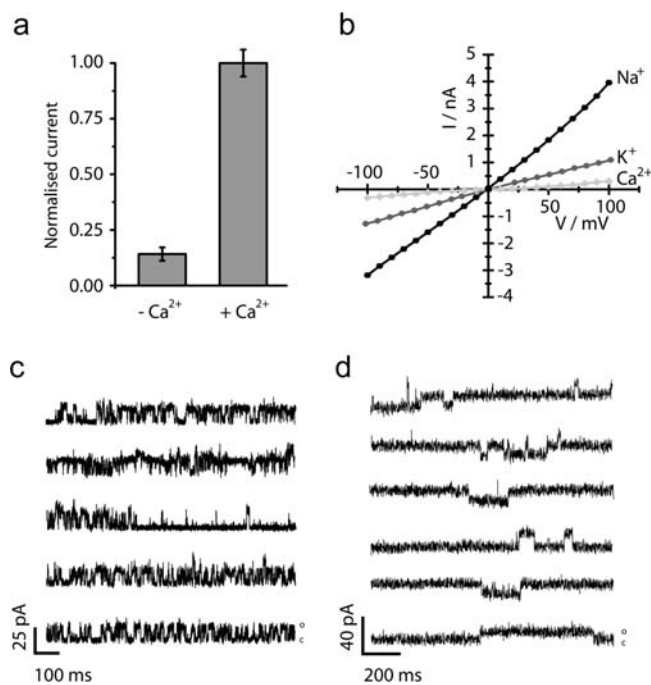 a
Normalised current
1.00
0.75
0.50
0.25
0.00
- Ca²⁺
+ Ca²⁺
b
I / nA
5
4
3
2
1
-1
-2
-3
-4
Na⁺
K⁺
Ca²⁺
-100
-50
50
100
V / mV
c
25 pA
100 ms
o
c
d
40 pA
200 ms
o
c